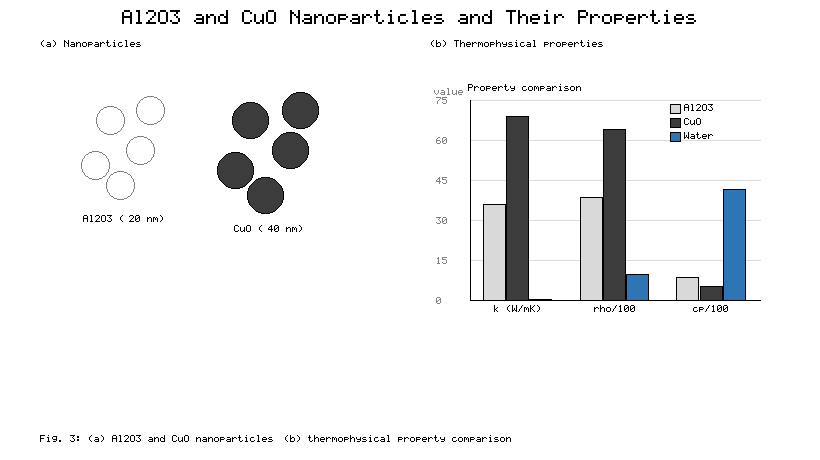 Al2O3 and CuO Nanoparticles and Their Properties
(a) Nanoparticles
(b) Thermophysical properties
Al2O3 ( 20 nm)
CuO ( 40 nm)
Property comparison
value
75
60
45
30
15
0
Al2O3
CuO
Water
k (W/mK)
rho/100
cp/100
Fig. 3: (a) Al2O3 and CuO nanoparticles (b) thermophysical property comparison